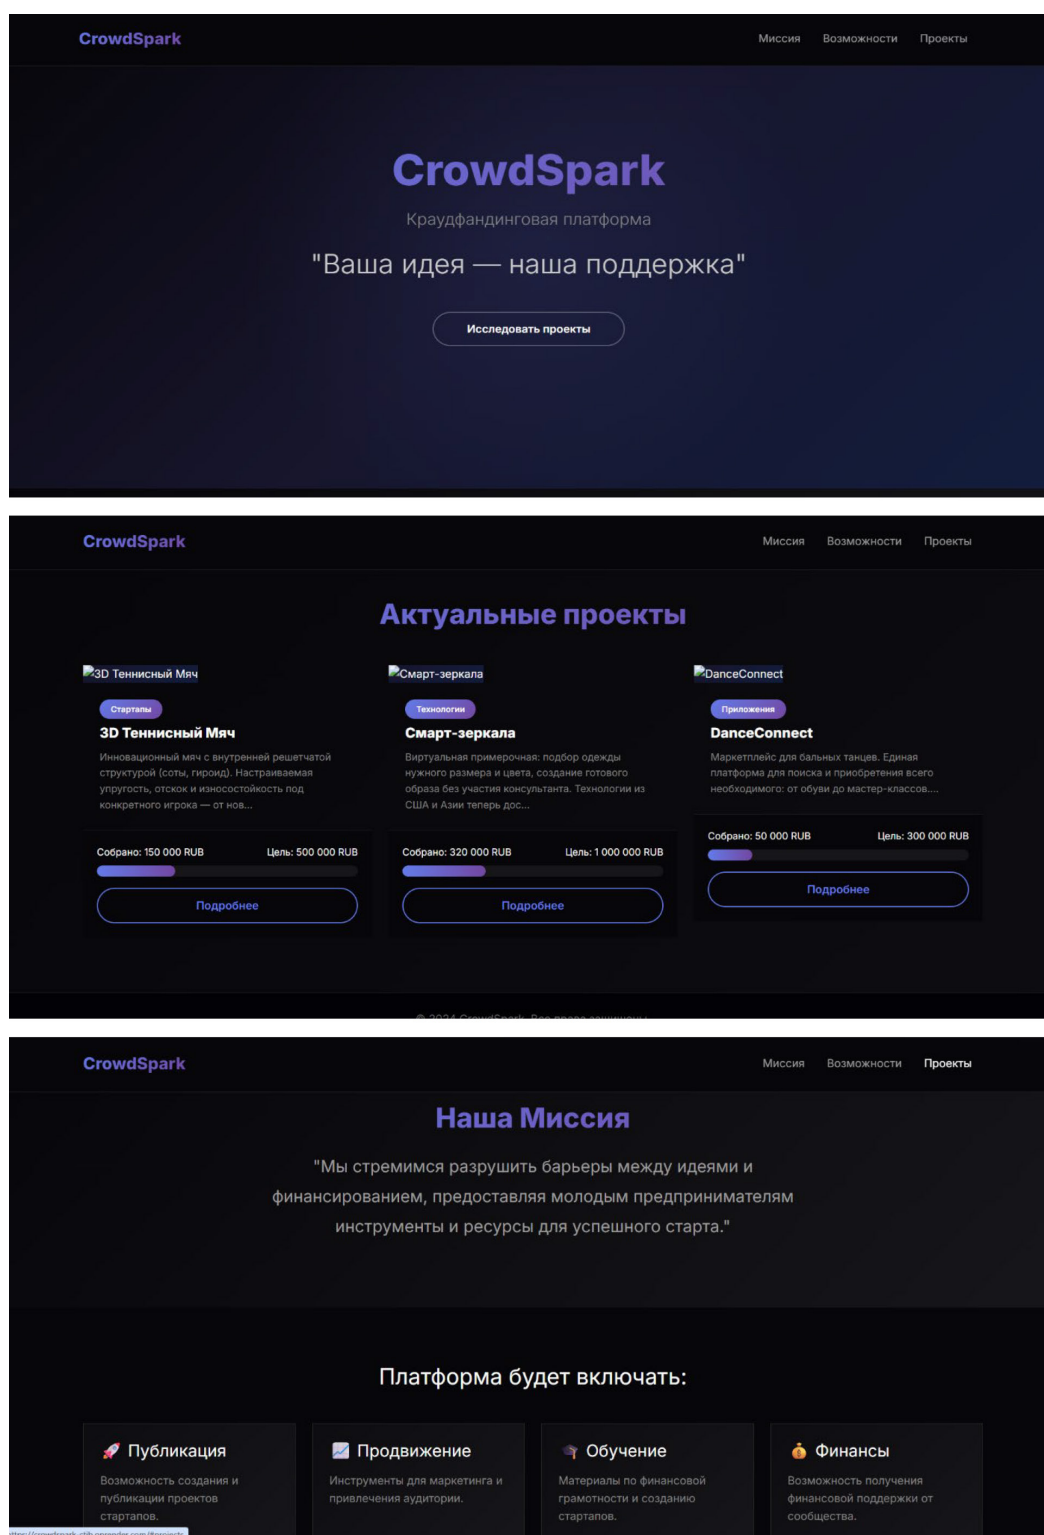 CrowdSpark
Миссия Возможности Проекты
CrowdSpark
Краудфандинговая платформа
"Ваша идея — наша поддержка"
Исследовать проекты
CrowdSpark
Миссия Возможности Проекты
Актуальные проекты
3D Теннисный Мяч
Стартапы
3D Теннисный Мяч
Инновационный мяч с внутренней решетчатой
структурой (соты, гироид). Настраиваемая
упругость, отскок и износостойкость под
конкретного игрока — от нов...
Собрано: 150 000 RUB Цель: 500 000 RUB
Подробнее
Смарт-зеркала
Технологии
Смарт-зеркала
Виртуальная примерочная: подбор одежды
нужного размера и цвета, создание готового
образа без участия консультанта. Технологии из
США и Азии теперь дос...
Собрано: 320 000 RUB Цель: 1 000 000 RUB
Подробнее
DanceConnect
Приложения
DanceConnect
Маркетплейс для бальных танцев. Единая
платформа для поиска и приобретения всего
необходимого: от обуви до мастер-классов....
Собрано: 50 000 RUB Цель: 300 000 RUB
Подробнее
© 2024 CrowdSpark. Все права защищены
CrowdSpark
Миссия Возможности Проекты
Наша Миссия
"Мы стремимся разрушить барьеры между идеями и
финансированием, предоставляя молодым предпринимателям
инструменты и ресурсы для успешного старта."
Платформа будет включать:
🚀 Публикация
Возможность создания и
публикации проектов
стартапов.
📈 Продвижение
Инструменты для маркетинга и
привлечения аудитории.
🎓 Обучение
Материалы по финансовой
грамотности и созданию
стартапов.
💰 Финансы
Возможность получения
финансовой поддержки от
сообщества.